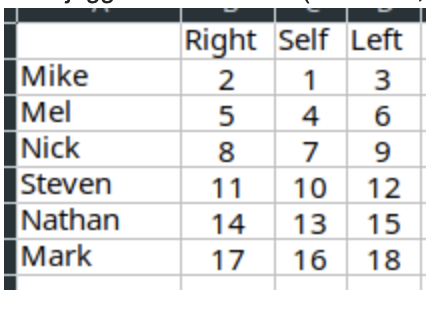 Right Self Left
Mike 2 1 3
Mel 5 4 6
Nick 8 7 9
Steven 11 10 12
Nathan 14 13 15
Mark 17 16 18